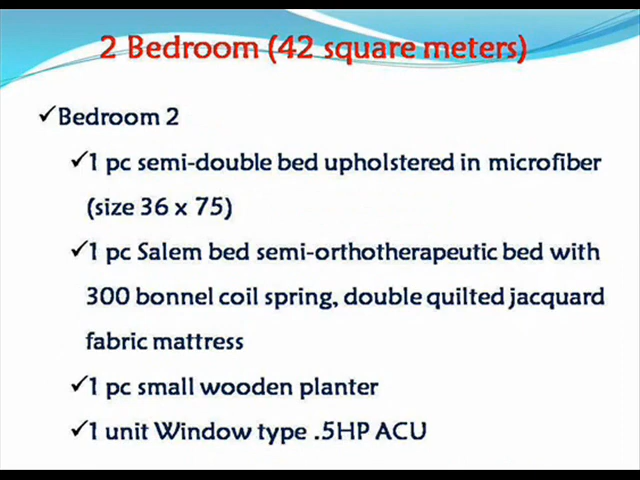 2 Bedroom (42 square meters)
✓Bedroom 2
✓1 pc semi-double bed upholstered in microfiber
(size 36 x 75)
✓1 pc Salem bed semi-orthotherapeutic bed with
300 bonnel coil spring, double quilted jacquard
fabric mattress
✓1 pc small wooden planter
✓1 unit Window type .5HP ACU